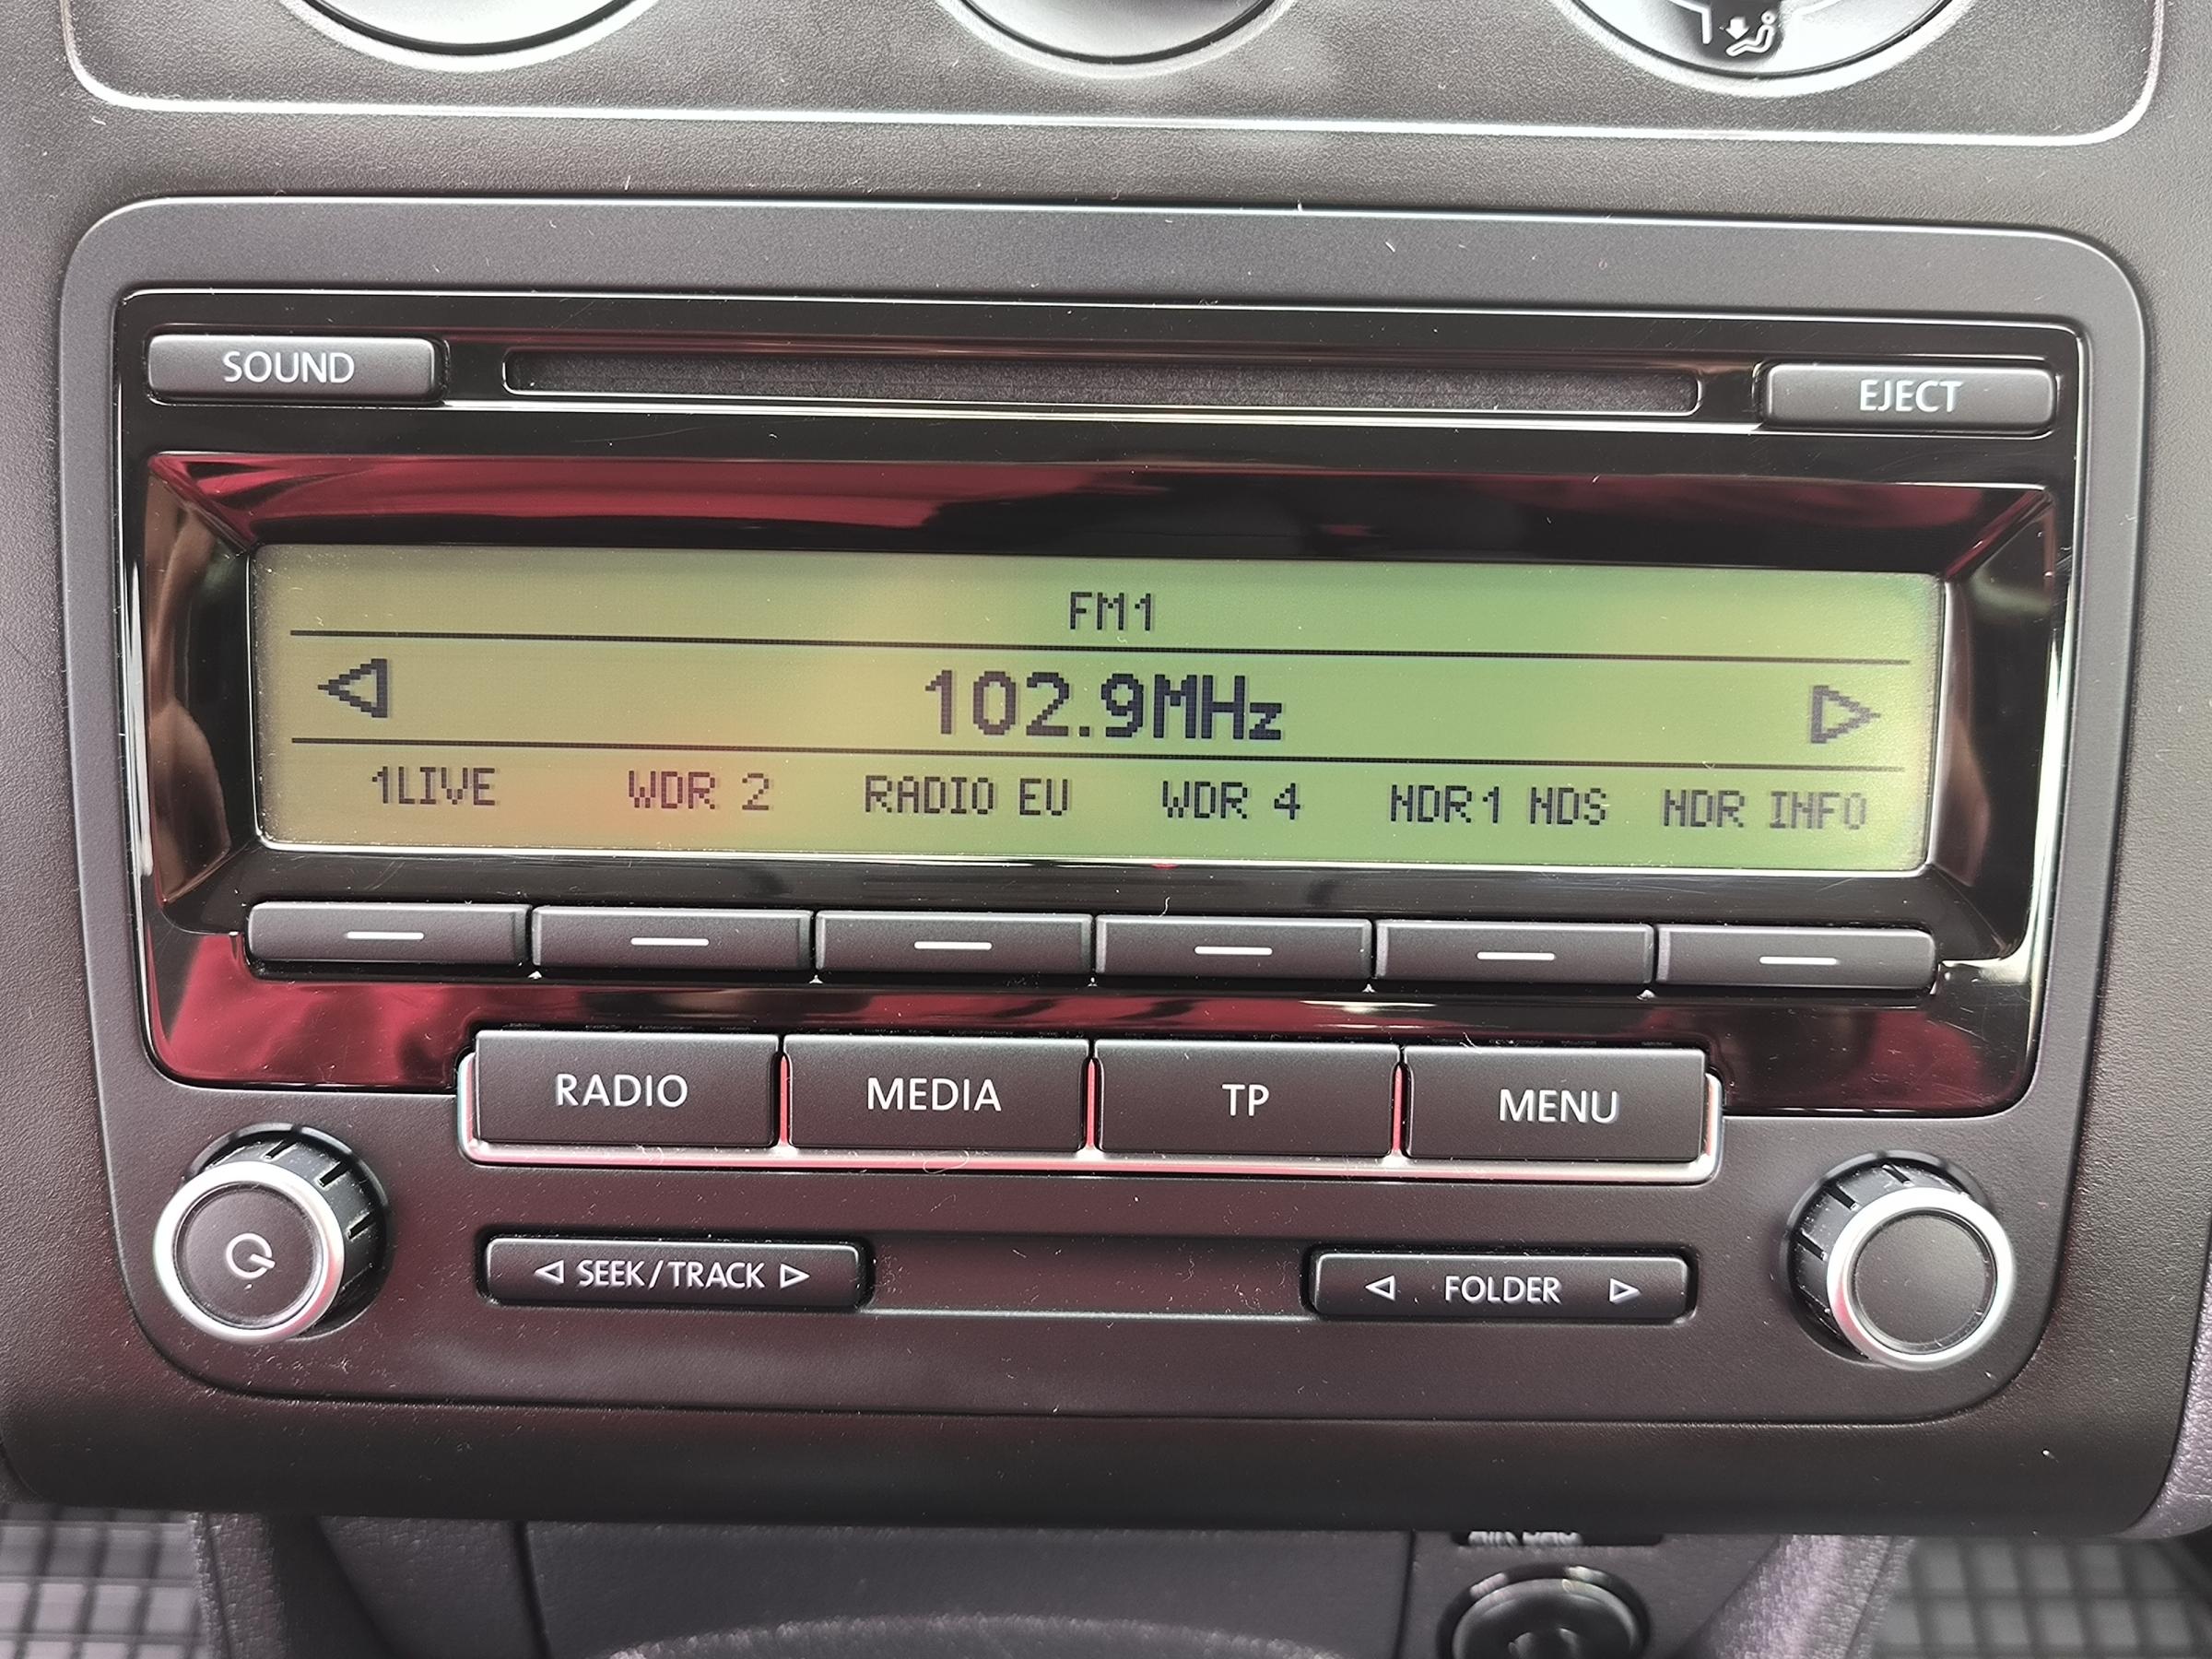 SOUND
EJECT
FM1
102.9MHz
1LIVE WDR 2 RADIO EU WDR 4 NDR1 NDS NDR INFO
RADIO MEDIA TP MENU
SEEK/TRACK FOLDER